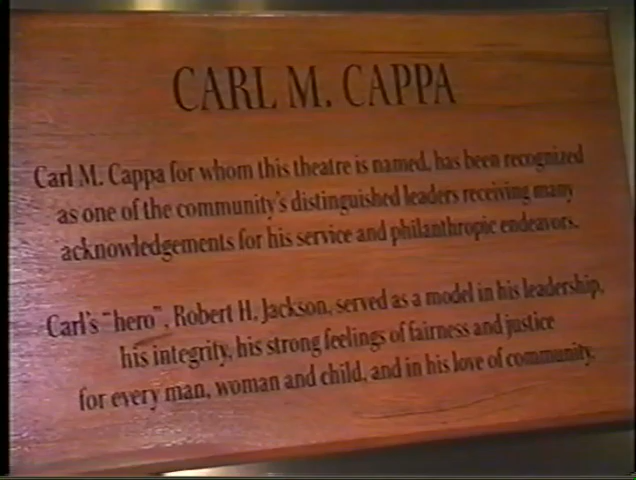 CARL M. CAPPA
Carl M. Cappa for whom this theatre is named, has been recognized
as one of the community's distinguished leaders receiving many
acknowledgements for his service and philanthropic endeavors.
Carl's "hero", Robert H. Jackson, served as a model in his leadership,
his integrity, his strong feelings of fairness and justice
for every man, woman and child, and in his love of community.